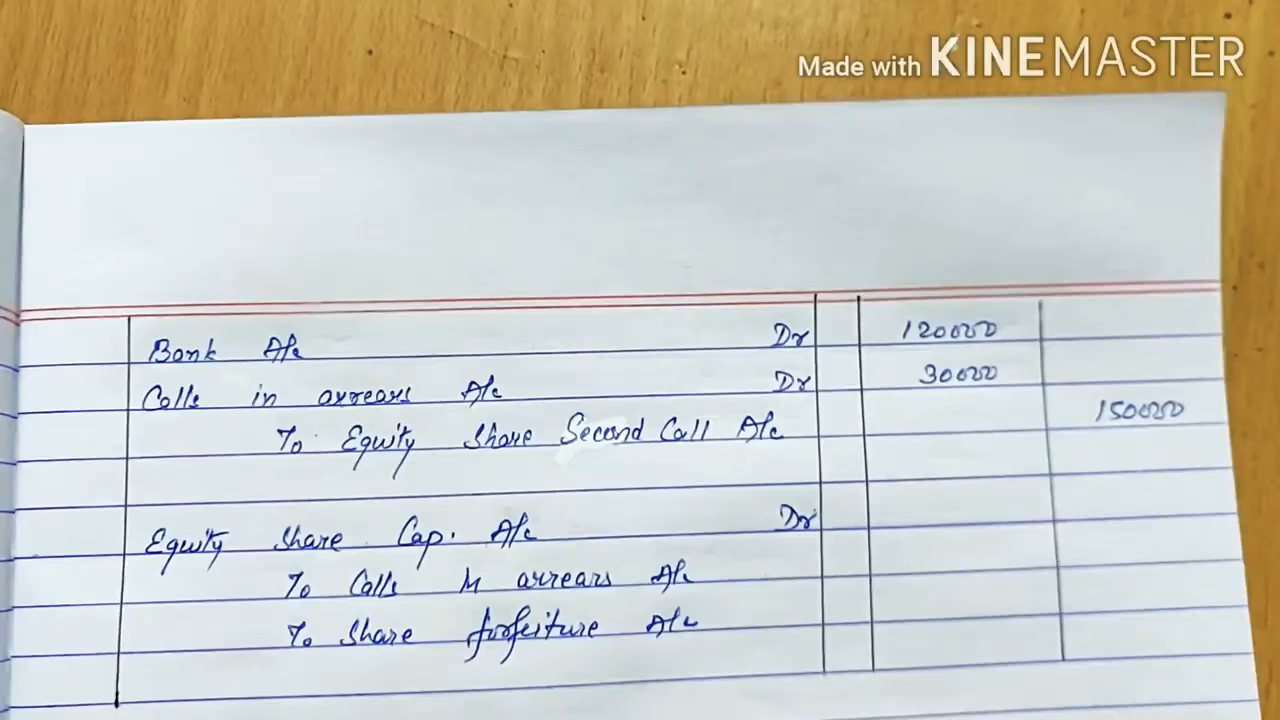 Made with KINEMASTER
Bank A/c Dr 120000
Calls in arrears A/c Dr 30000
To Equity Share Second Call A/c 150000
Equity Share Cap. A/c Dr
To Calls in arrears A/c
To Share forfeiture A/c